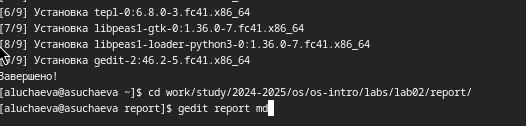 [6/9] Установка tepl-0:6.8.0-3.fc41.x86_64
[7/9] Установка libpeas1-gtk-0:1.36.0-7.fc41.x86_64
[8/9] Установка libpeas1-loader-python3-0:1.36.0-7.fc41.x86_64
[9/9] Установка gedit-2:46.2-5.fc41.x86_64
Завершено!
[aluchaeva@asuchaeva ~]$ cd work/study/2024-2025/os/os-intro/labs/lab02/report/
[aluchaeva@asuchaeva report]$ gedit report md